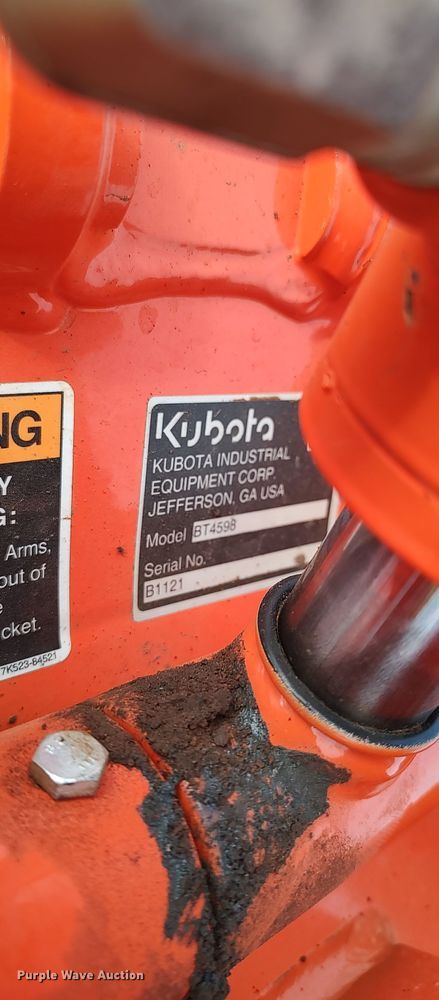 NG
Y
G:
Arms,
out of
e
cket.
7K523-84521
Kubota
KUBOTA INDUSTRIAL
EQUIPMENT CORP.
JEFFERSON, GA USA
Model BT4598
Serial No.
B1121
Purple Wave Auction